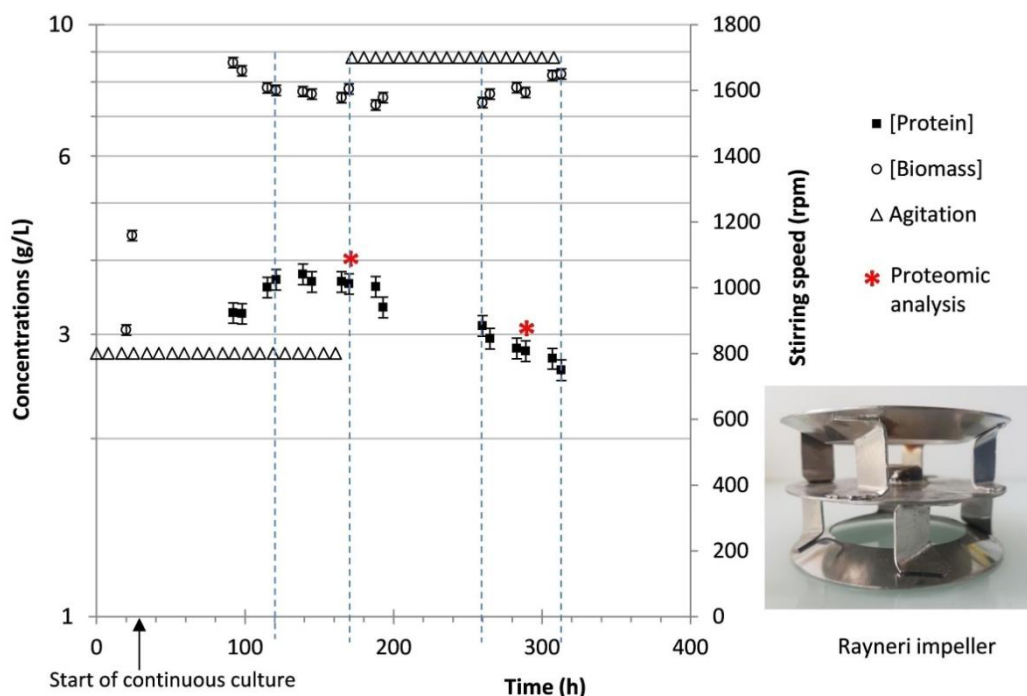 10
6
3
1
Concentrations (g/L)
1800
1600
1400
1200
1000
800
600
400
200
0
Stirring speed (rpm)
[Protein]
[Biomass]
Agitation
Proteomic
analysis
0
100
200
300
400
Start of continuous culture
Time (h)
Rayneri impeller